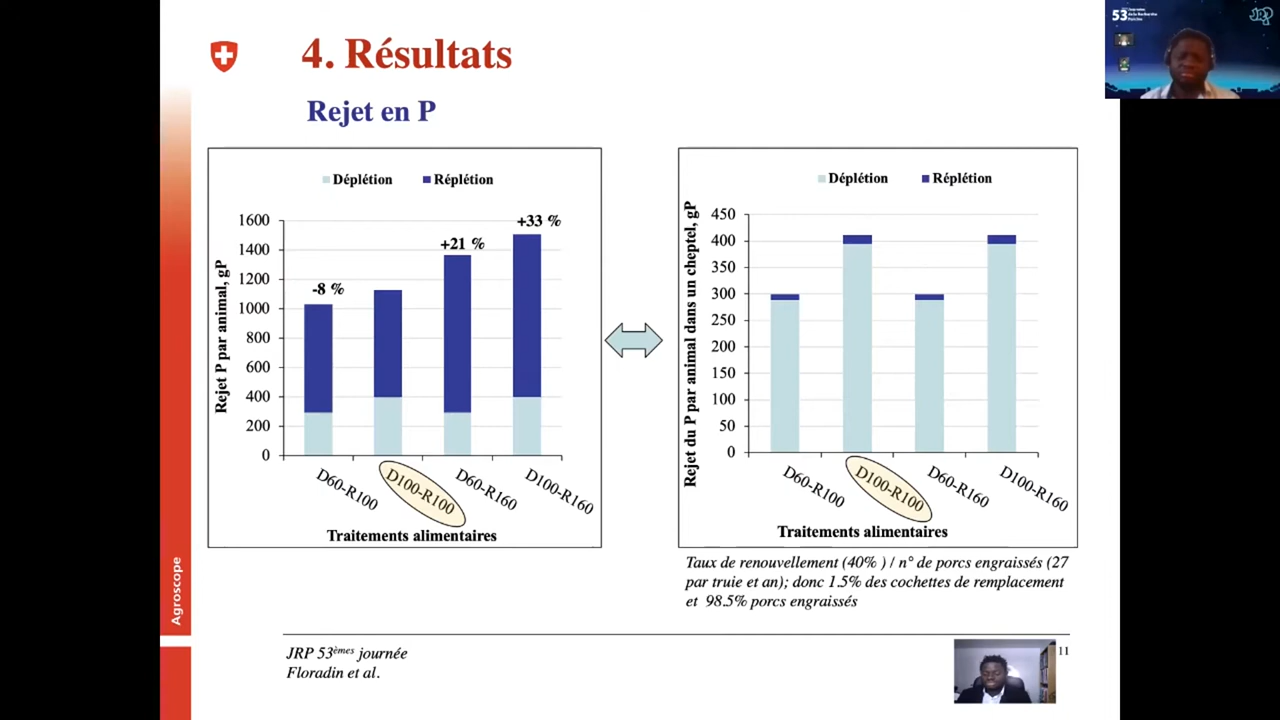 53
JRP
4. Résultats
Rejet en P
Déplétion Réplétion
Rejet P par animal, gP
1600
1400
1200
1000
800
600
400
200
0
-8 %
+21 %
+33 %
D60-R100
D100-R100
D60-R160
D100-R160
Traitements alimentaires
Déplétion Réplétion
Rejet du P par animal dans un cheptel, gP
450
400
350
300
250
200
150
100
50
0
D60-R100
D100-R100
D60-R160
D100-R160
Traitements alimentaires
Taux de renouvellement (40% ) / n° de porcs engraissés (27
par truie et an); donc 1.5% des cochettes de remplacement
et 98.5% porcs engraissés
Agroscope
JRP 53èmes journée
Floradin et al.
11